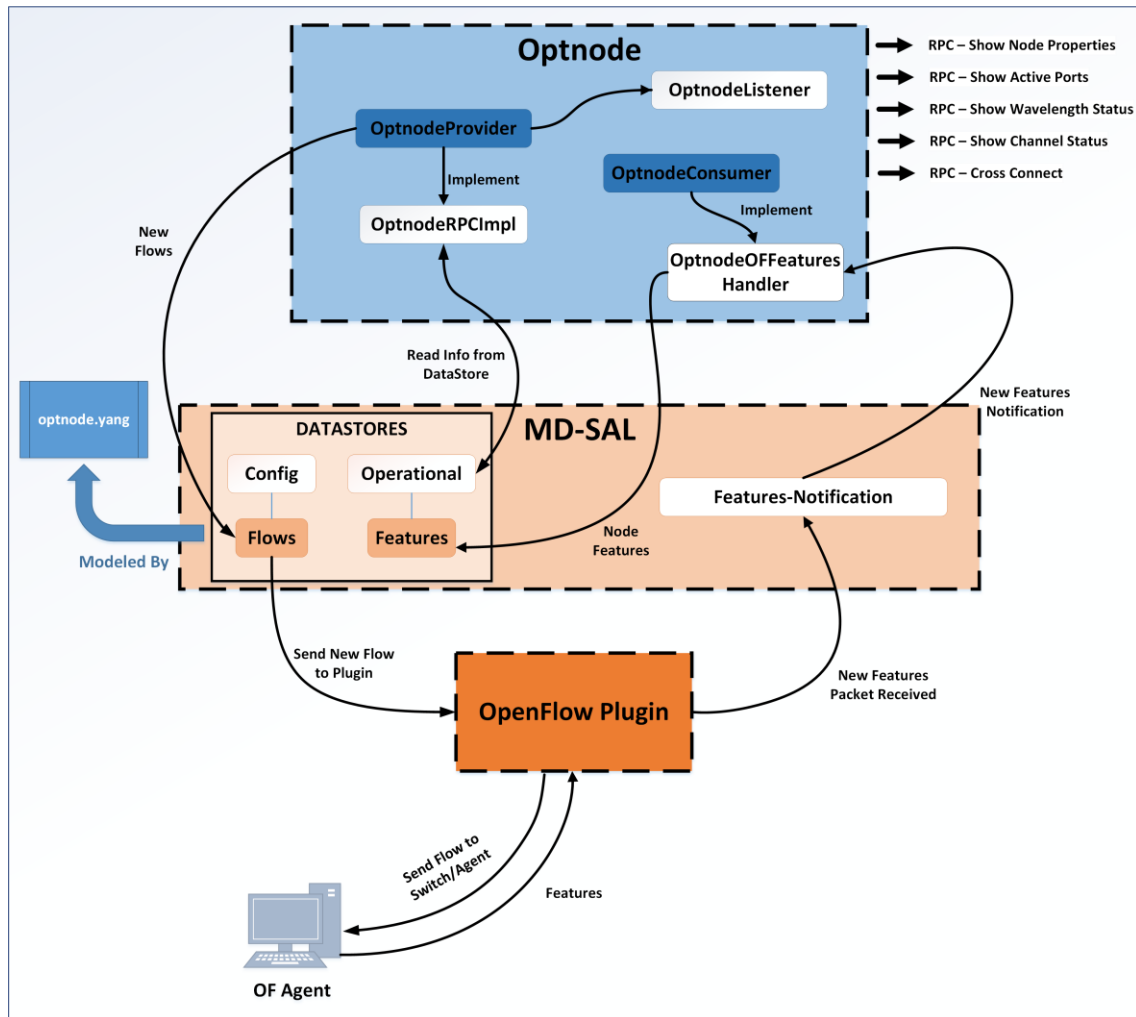 Optnode
RPC – Show Node Properties
RPC – Show Active Ports
RPC – Show Wavelength Status
RPC – Show Channel Status
RPC – Cross Connect
OptnodeListener
OptnodeProvider
OptnodeConsumer
Implement
Implement
OptnodeRPCImpl
New
Flows
OptnodeOFFeatures
Handler
Read Info from
DataStore
New Features
Notification
optnode.yang
DATASTORES
MD-SAL
Config
Operational
Features-Notification
Flows
Features
Node
Features
Modeled By
Send New Flow
to Plugin
New Features
Packet Received
OpenFlow Plugin
Send Flow to
Switch/Agent
Features
OF Agent